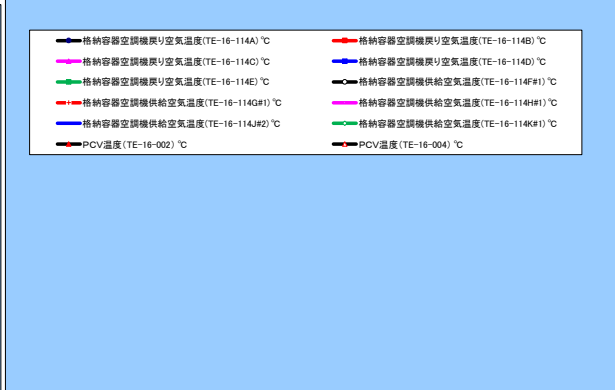 格納容器空調機戻り空気温度(TE-16-114A) ℃ 格納容器空調機戻り空気温度(TE-16-114B) ℃
格納容器空調機戻り空気温度(TE-16-114C) ℃ 格納容器空調機戻り空気温度(TE-16-114D) ℃
格納容器空調機戻り空気温度(TE-16-114E) ℃ 格納容器空調機供給空気温度(TE-16-114F#1) ℃
格納容器空調機供給空気温度(TE-16-114G#1) ℃ 格納容器空調機供給空気温度(TE-16-114H#1) ℃
格納容器空調機供給空気温度(TE-16-114J#2) ℃ 格納容器空調機供給空気温度(TE-16-114K#1) ℃
PCV温度(TE-16-002) ℃ PCV温度(TE-16-004) ℃